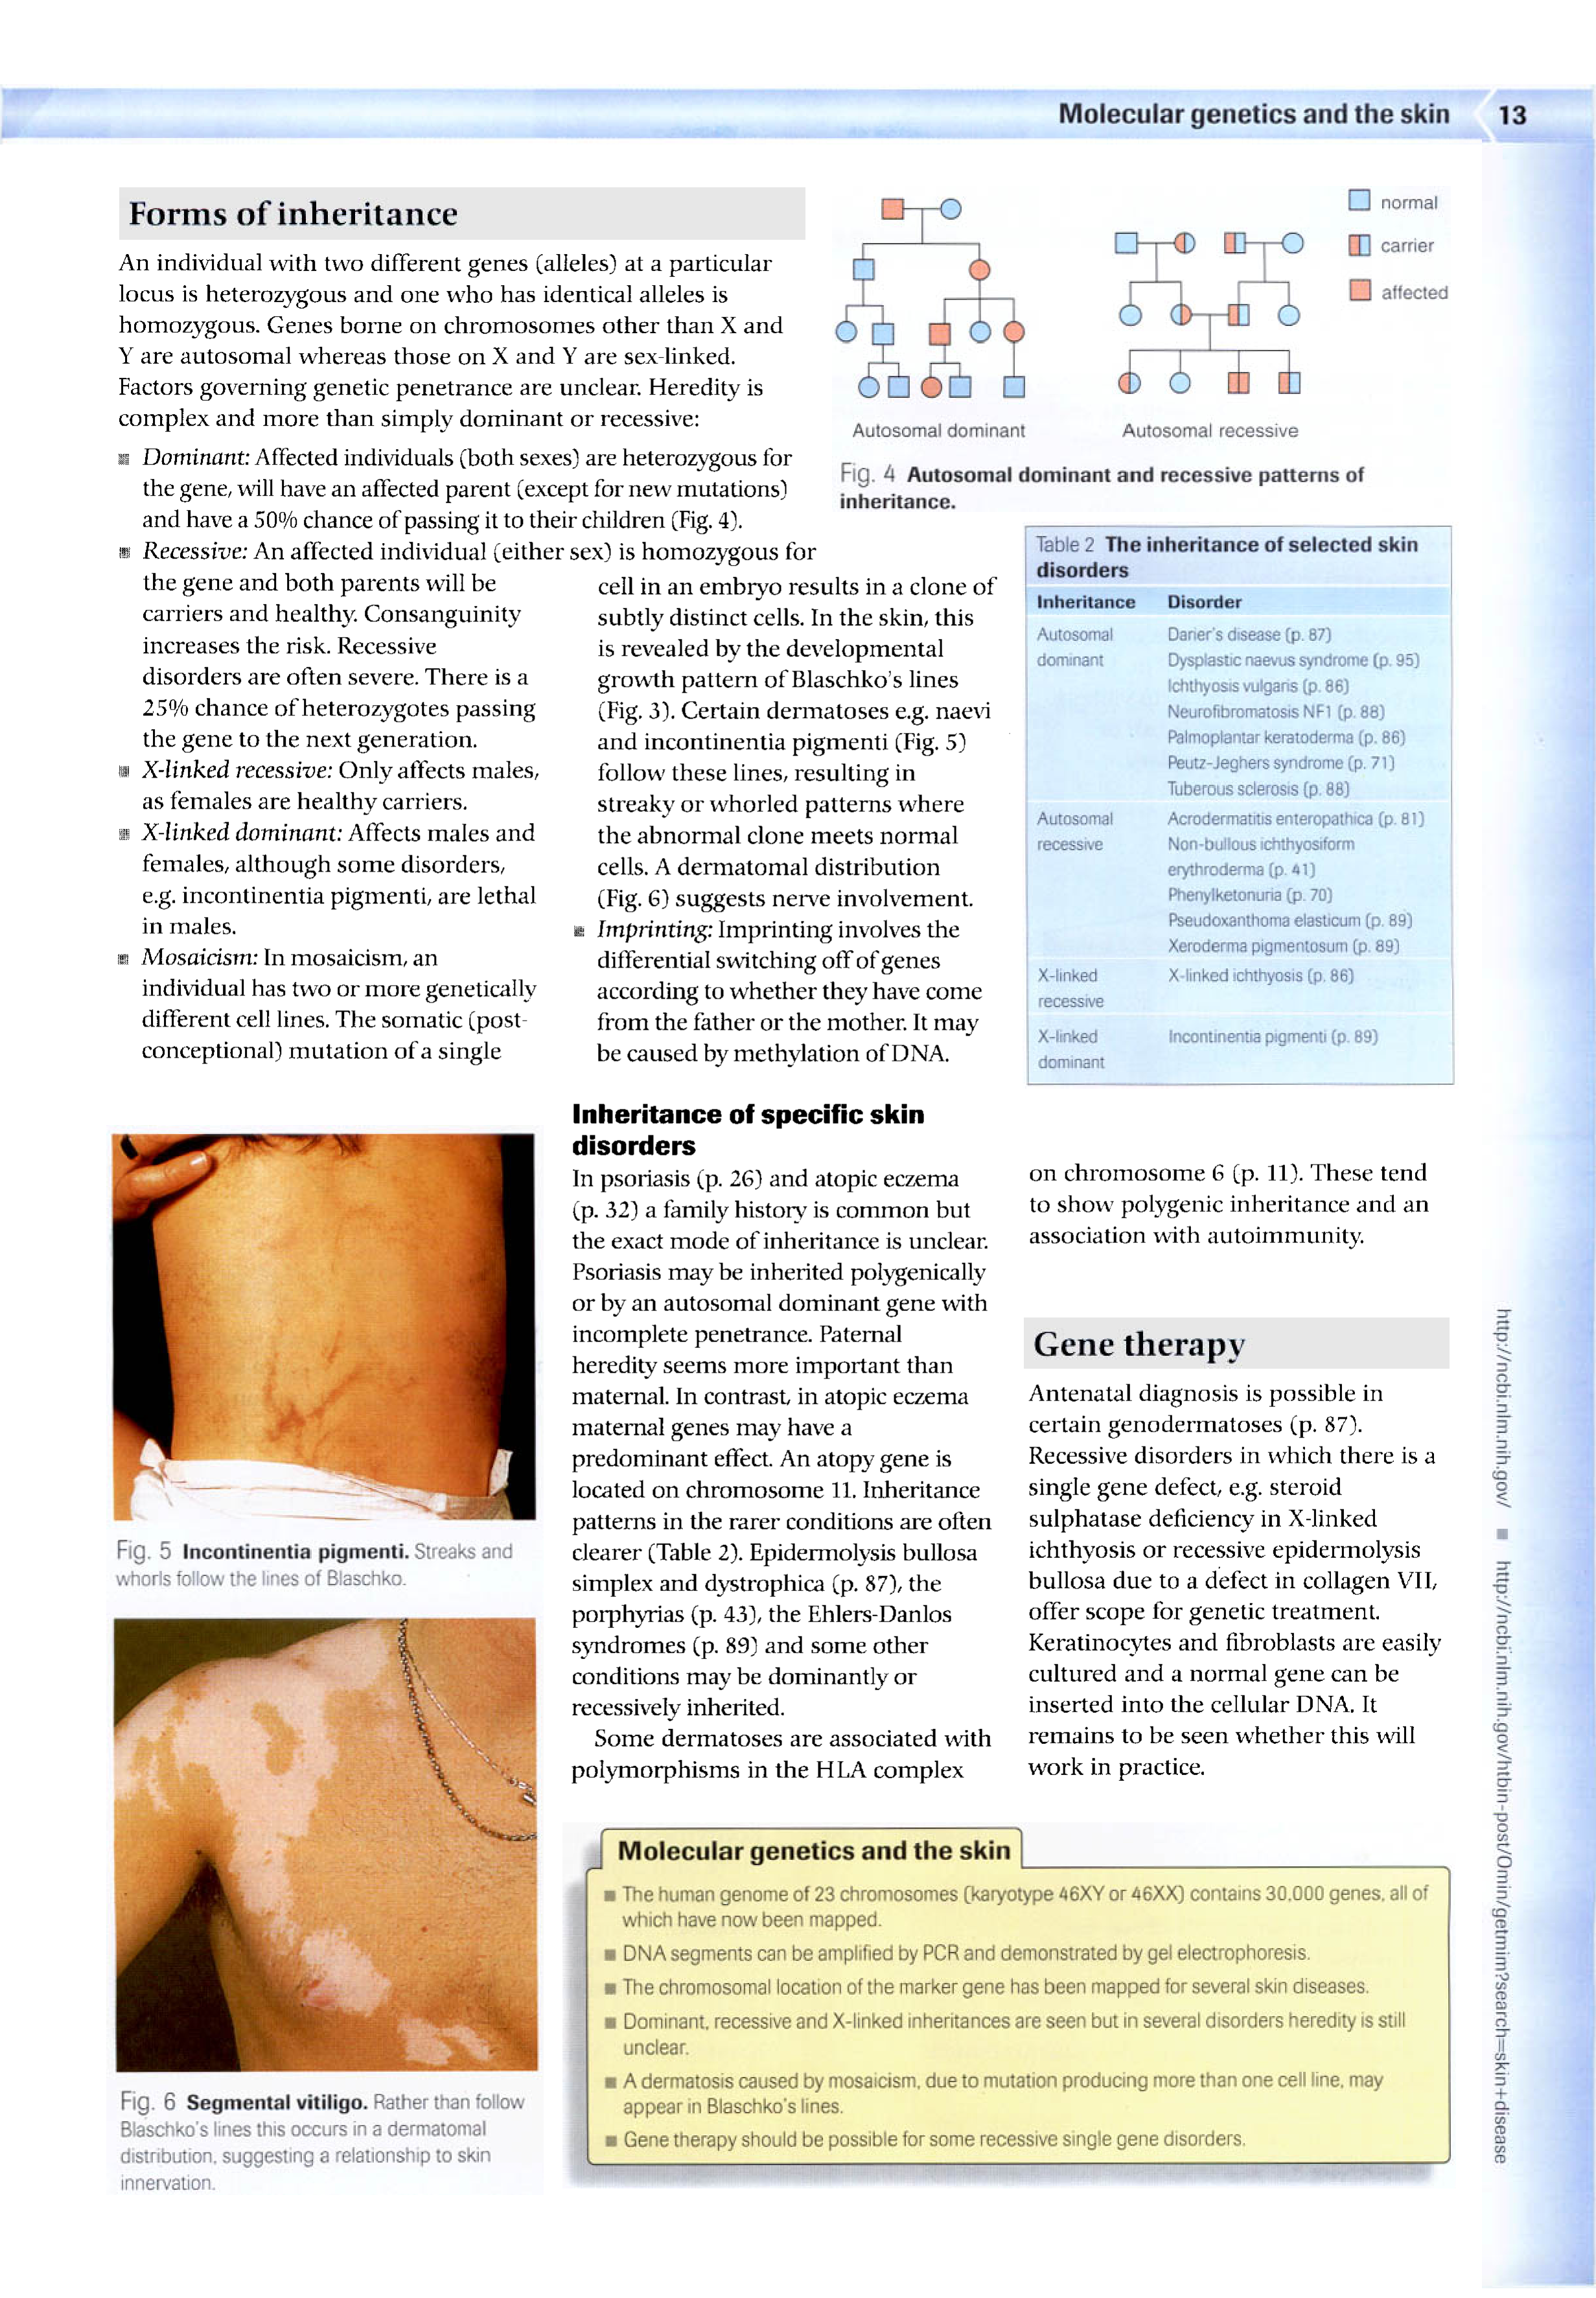 Molecular genetics and the skin
13
Forms of inheritance
An individual with two different genes (alleles) at a particular
locus is heterozygous and one who has identical alleles is
homozygous. Genes borne on chromosomes other than X and
Y are autosomal whereas those on X and Y are sex-linked.
Factors governing genetic penetrance are unclear. Heredity is
complex and more than simply dominant or recessive:
■ Dominant: Affected individuals (both sexes) are heterozygous for
the gene, will have an affected parent (except for new mutations)
and have a 50% chance of passing it to their children (Fig. 4).
■ Recessive: An affected individual (either sex) is homozygous for
the gene and both parents will be
carriers and healthy. Consanguinity
increases the risk. Recessive
disorders are often severe. There is a
25% chance of heterozygotes passing
the gene to the next generation.
■ X-linked recessive: Only affects males,
as females are healthy carriers.
■ X-linked dominant: Affects males and
females, although some disorders,
e.g. incontinentia pigmenti, are lethal
in males.
■ Mosaicism: In mosaicism, an
individual has two or more genetically
different cell lines. The somatic (post-
conceptional) mutation of a single
cell in an embryo results in a clone of
subtly distinct cells. In the skin, this
is revealed by the developmental
growth pattern of Blaschko's lines
(Fig. 3). Certain dermatoses e.g. naevi
and incontinentia pigmenti (Fig. 5)
follow these lines, resulting in
streaky or whorled patterns where
the abnormal clone meets normal
cells. A dermatomal distribution
(Fig. 6) suggests nerve involvement.
■ Imprinting: Imprinting involves the
differential switching off of genes
according to whether they have come
from the father or the mother. It may
be caused by methylation of DNA.
normal
carrier
affected
Autosomal dominant
Autosomal recessive
Fig. 4 Autosomal dominant and recessive patterns of
inheritance.
Table 2 The inheritance of selected skin
disorders
Inheritance Disorder
Autosomal Darier's disease (p. 87)
dominant Dysplastic naevus syndrome (p. 95)
Ichthyosis vulgaris (p. 86)
Neurofibromatosis NF1 (p. 88)
Palmoplantar keratoderma (p. 86)
Peutz-Jeghers syndrome (p. 71)
Tuberous sclerosis (p. 88)
Autosomal Acrodermatitis enteropathica (p. 81)
recessive Non-bullous ichthyosiform
erythroderma (p. 41)
Phenylketonuria (p. 70)
Pseudoxanthoma elasticum (p. 89)
Xeroderma pigmentosum (p. 89)
X-linked X-linked ichthyosis (p. 86)
recessive
X-linked Incontinentia pigmenti (p. 89)
dominant
Fig. 5 Incontinentia pigmenti. Streaks and
whorls follow the lines of Blaschko.
Fig. 6 Segmental vitiligo. Rather than follow
Blaschko's lines this occurs in a dermatomal
distribution, suggesting a relationship to skin
innervation.
Inheritance of specific skin
disorders
In psoriasis (p. 26) and atopic eczema
(p. 32) a family history is common but
the exact mode of inheritance is unclear.
Psoriasis may be inherited polygenically
or by an autosomal dominant gene with
incomplete penetrance. Paternal
heredity seems more important than
maternal. In contrast, in atopic eczema
maternal genes may have a
predominant effect. An atopy gene is
located on chromosome 11. Inheritance
patterns in the rarer conditions are often
clearer (Table 2). Epidermolysis bullosa
simplex and dystrophica (p. 87), the
porphyrias (p. 43), the Ehlers-Danlos
syndromes (p. 89) and some other
conditions may be dominantly or
recessively inherited.
Some dermatoses are associated with
polymorphisms in the HLA complex
on chromosome 6 (p. 11). These tend
to show polygenic inheritance and an
association with autoimmunity.
Gene therapy
Antenatal diagnosis is possible in
certain genodermatoses (p. 87).
Recessive disorders in which there is a
single gene defect, e.g. steroid
sulphatase deficiency in X-linked
ichthyosis or recessive epidermolysis
bullosa due to a defect in collagen VII,
offer scope for genetic treatment.
Keratinocytes and fibroblasts are easily
cultured and a normal gene can be
inserted into the cellular DNA. It
remains to be seen whether this will
work in practice.
Molecular genetics and the skin
■ The human genome of 23 chromosomes (karyotype 46XY or 46XX) contains 30,000 genes, all of
which have now been mapped.
■ DNA segments can be amplified by PCR and demonstrated by gel electrophoresis.
■ The chromosomal location of the marker gene has been mapped for several skin diseases.
■ Dominant, recessive and X-linked inheritances are seen but in several disorders heredity is still
unclear.
■ A dermatosis caused by mosaicism, due to mutation producing more than one cell line, may
appear in Blaschko's lines.
■ Gene therapy should be possible for some recessive single gene disorders.
http://ncbi.nlm.nih.gov/ ■ http://ncbi.nlm.nih.gov/htbin-post/Omin/getmim?search=skin+disease